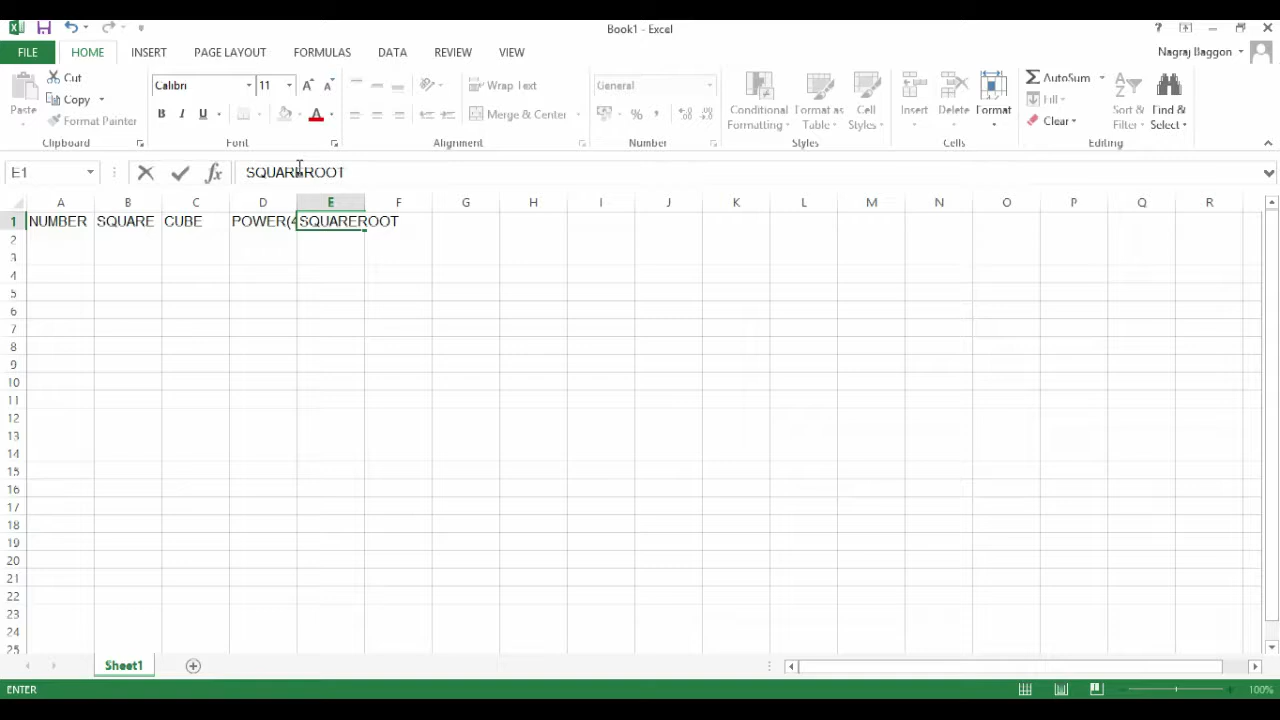 Book1 - Excel
?
FILE HOME INSERT PAGE LAYOUT FORMULAS DATA REVIEW VIEW Nagraj Baggon
Paste Cut Copy Format Painter Clipboard
Calibri 11 A A B I U A Font
Wrap Text Merge & Center Alignment
General % , Number
Conditional Formatting Format as Table Cell Styles Styles
Insert Delete Format Cells
AutoSum Fill Clear Sort & Filter Find & Select Editing
E1 fx SQUAREROOT
A B C D E F G H I J K L M N O P Q R
1 NUMBER SQUARE CUBE POWER(4 SQUAREROOT
2
3
4
5
6
7
8
9
10
11
12
13
14
15
16
17
18
19
20
21
22
23
24
25
Sheet1
ENTER 100%